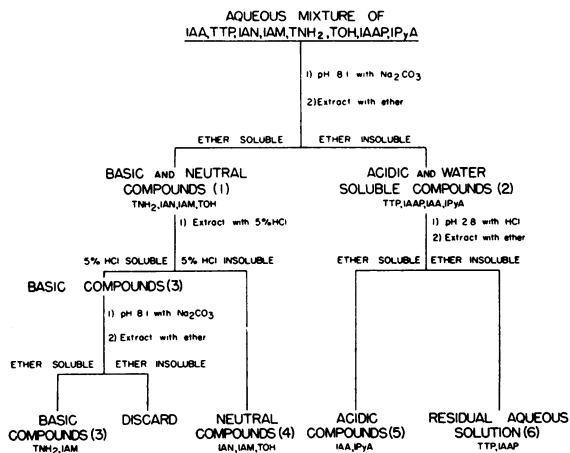 AQUEOUS MIXTURE OF
IAA, TTP, IAN, IAM, TNH2, TOH, IAAP, IPyA
1) pH 8.1 with Na2CO3
2) Extract with ether
ETHER SOLUBLE ETHER INSOLUBLE
BASIC AND NEUTRAL
COMPOUNDS (1)
TNH2, IAN, IAM, TOH
ACIDIC AND WATER
SOLUBLE COMPOUNDS (2)
TTP, IAAP, IAA, IPyA
1) Extract with 5% HCl
1) pH 2.8 with HCl
2) Extract with ether
5% HCl SOLUBLE 5% HCl INSOLUBLE
ETHER SOLUBLE ETHER INSOLUBLE
BASIC COMPOUNDS (3)
1) pH 8.1 with Na2CO3
2) Extract with ether
ETHER SOLUBLE ETHER INSOLUBLE
BASIC
COMPOUNDS (3)
TNH2, IAM
DISCARD
NEUTRAL
COMPOUNDS (4)
IAN, IAM, TOH
ACIDIC
COMPOUNDS (5)
IAA, IPyA
RESIDUAL AQUEOUS
SOLUTION (6)
TTP, IAAP